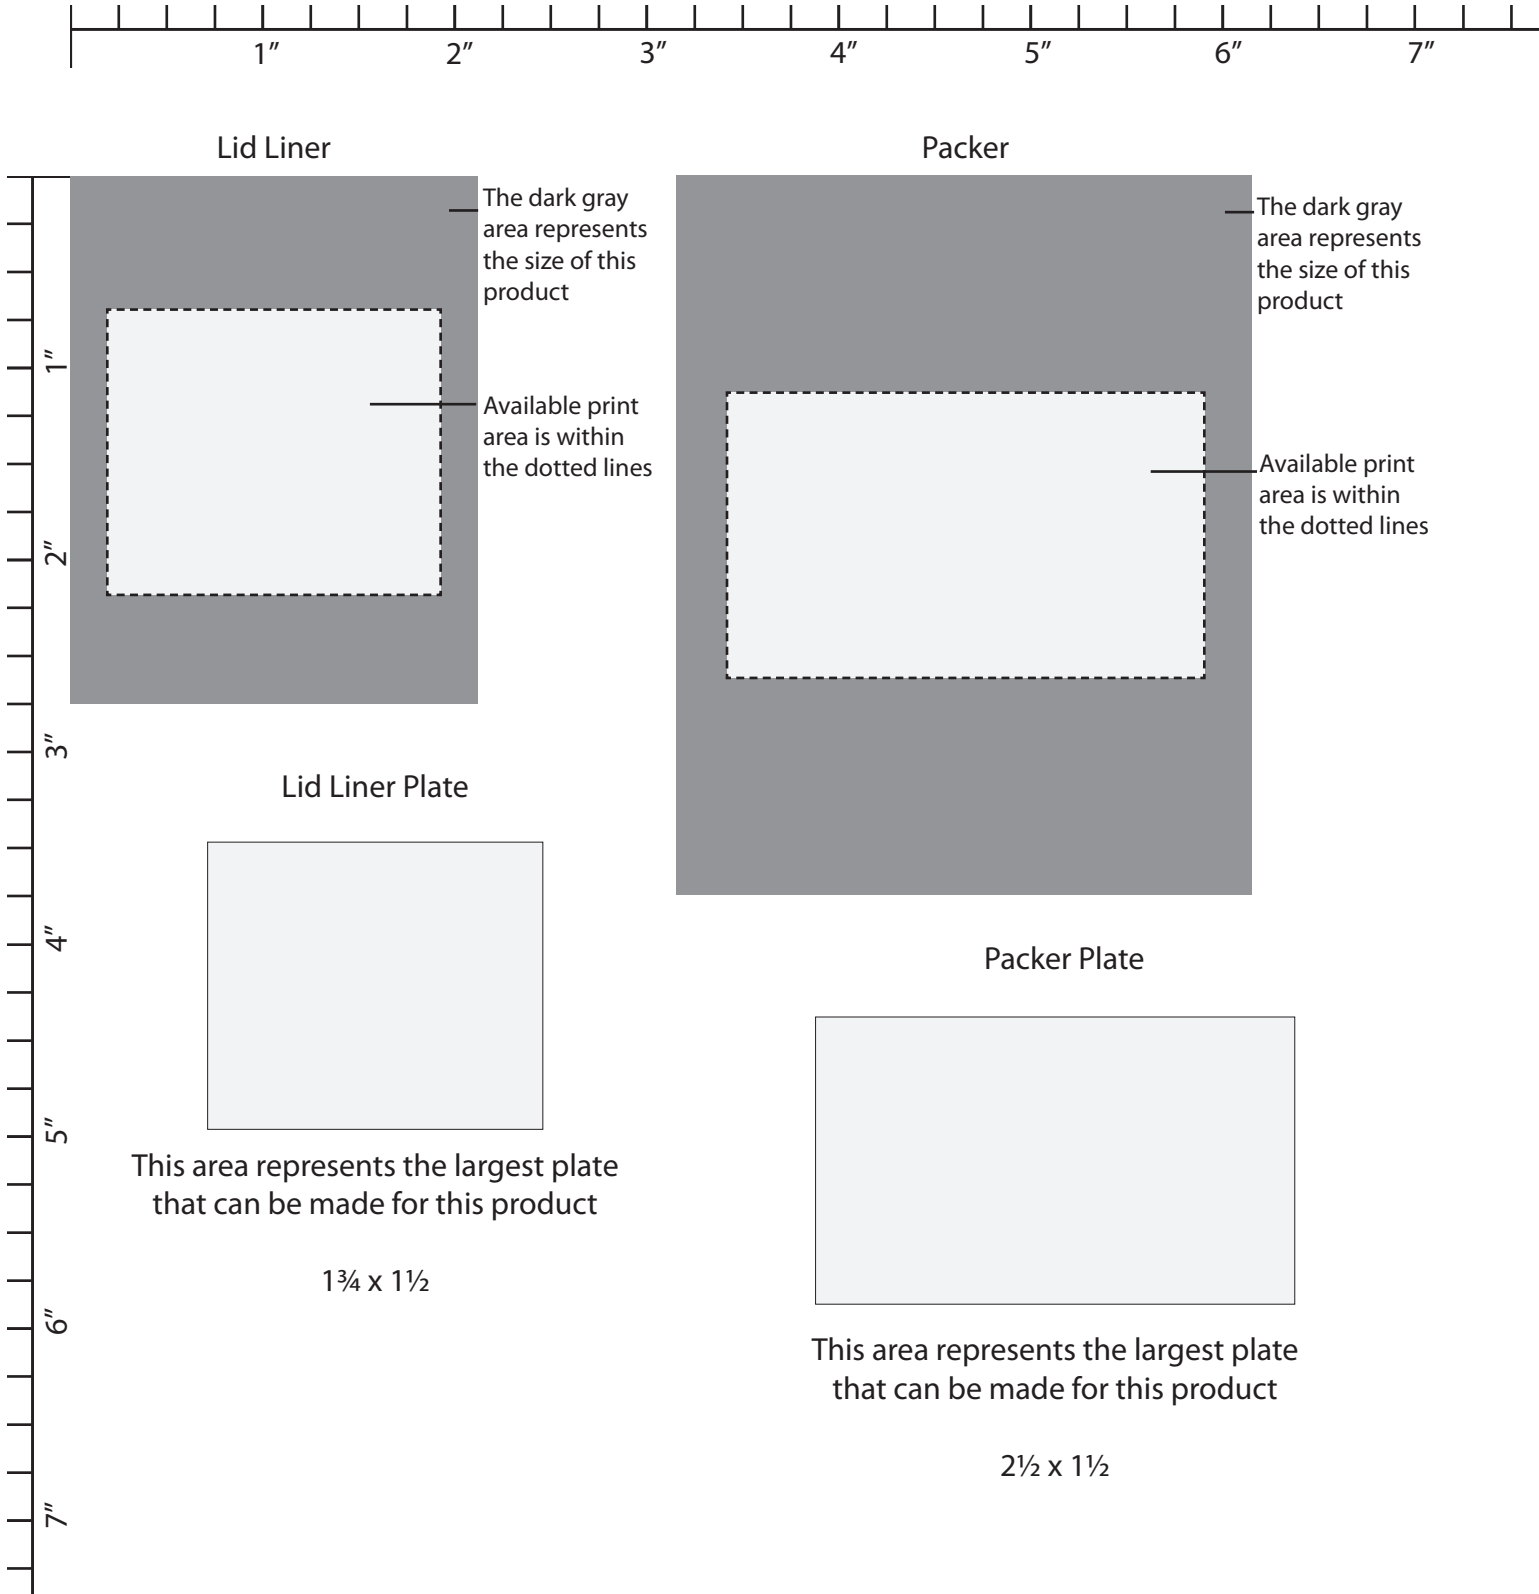 1″ 2″ 3″ 4″ 5″ 6″ 7″
Lid Liner
The dark gray
area represents
the size of this
product
Available print
area is within
the dotted lines
Packer
The dark gray
area represents
the size of this
product
Available print
area is within
the dotted lines
1″
2″
3″
4″
5″
6″
7″
Lid Liner Plate
This area represents the largest plate
that can be made for this product
1¾ x 1½
Packer Plate
This area represents the largest plate
that can be made for this product
2½ x 1½